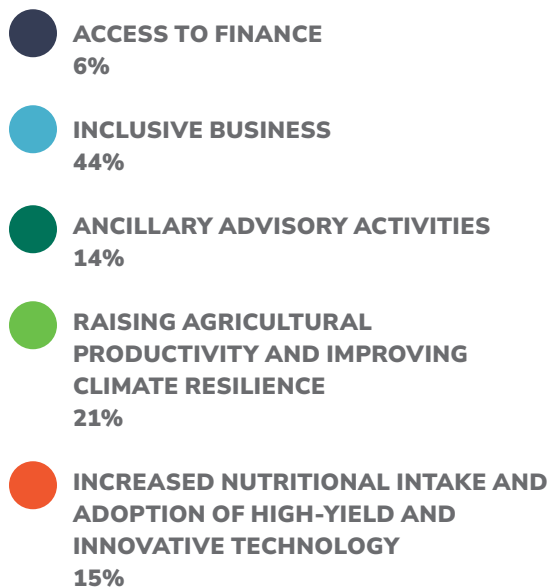 ACCESS TO FINANCE
6%
INCLUSIVE BUSINESS
44%
ANCILLARY ADVISORY ACTIVITIES
14%
RAISING AGRICULTURAL
PRODUCTIVITY AND IMPROVING
CLIMATE RESILIENCE
21%
INCREASED NUTRITIONAL INTAKE AND
ADOPTION OF HIGH-YIELD AND
INNOVATIVE TECHNOLOGY
15%